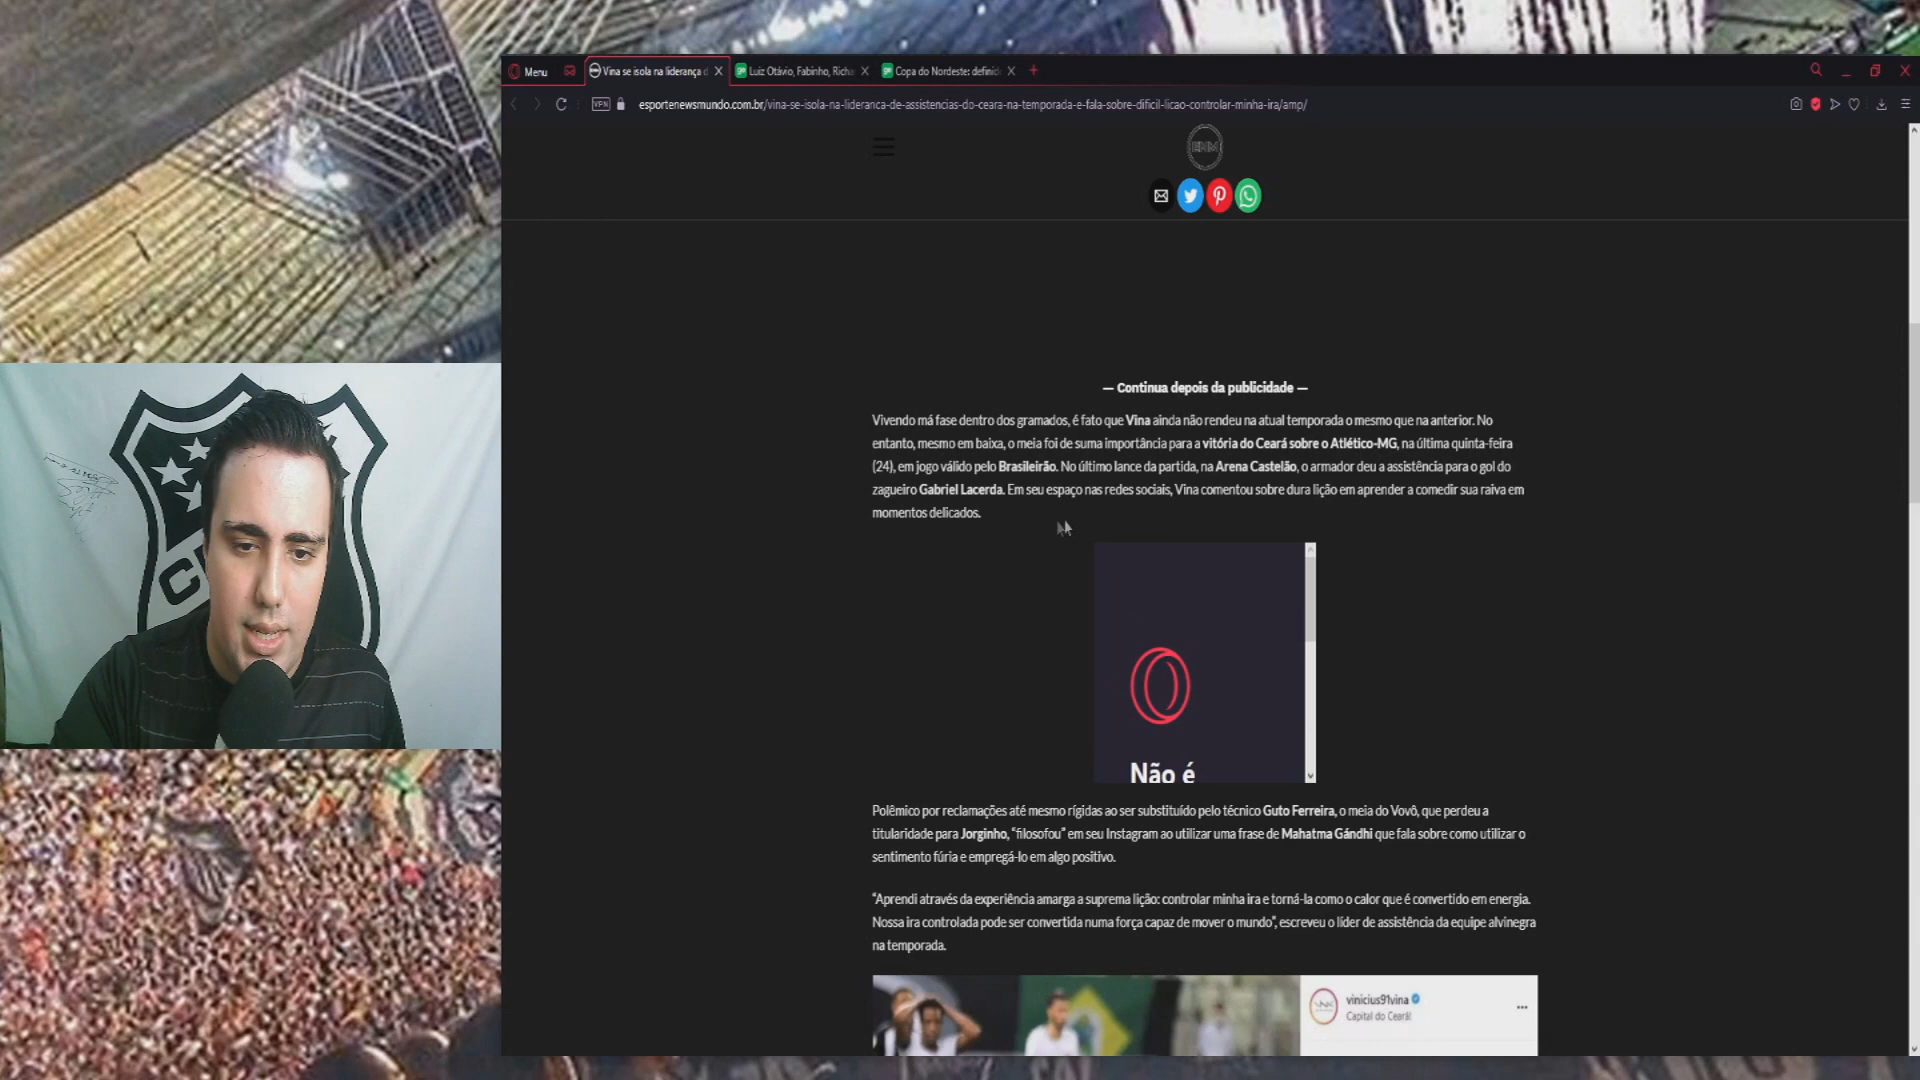 Menu
Vina se isola na liderança d
Luiz Otávio, Fabinho, Richa
Copa do Nordeste: definid
VPN
esportenewsmundo.com.br/vina-se-isola-na-lideranca-de-assistencias-do-ceara-na-temporada-e-fala-sobre-dificil-licao-controlar-minha-ira/amp/
ENM
— Continua depois da publicidade —
Vivendo má fase dentro dos gramados, é fato que Vina ainda não rendeu na atual temporada o mesmo que na anterior. No
entanto, mesmo em baixa, o meia foi de suma importância para a vitória do Ceará sobre o Atlético-MG, na última quinta-feira
(24), em jogo válido pelo Brasileirão. No último lance da partida, na Arena Castelão, o armador deu a assistência para o gol do
zagueiro Gabriel Lacerda. Em seu espaço nas redes sociais, Vina comentou sobre dura lição em aprender a comedir sua raiva em
momentos delicados.
Não é
Polêmico por reclamações até mesmo rígidas ao ser substituído pelo técnico Guto Ferreira, o meia do Vovô, que perdeu a
titularidade para Jorginho, “filosofou” em seu Instagram ao utilizar uma frase de Mahatma Gándhi que fala sobre como utilizar o
sentimento fúria e empregá-lo em algo positivo.
“Aprendi através da experiência amarga a suprema lição: controlar minha ira e torná-la como o calor que é convertido em energia.
Nossa ira controlada pode ser convertida numa força capaz de mover o mundo”, escreveu o líder de assistência da equipe alvinegra
na temporada.
vinicius91vina
Capital do Ceará!